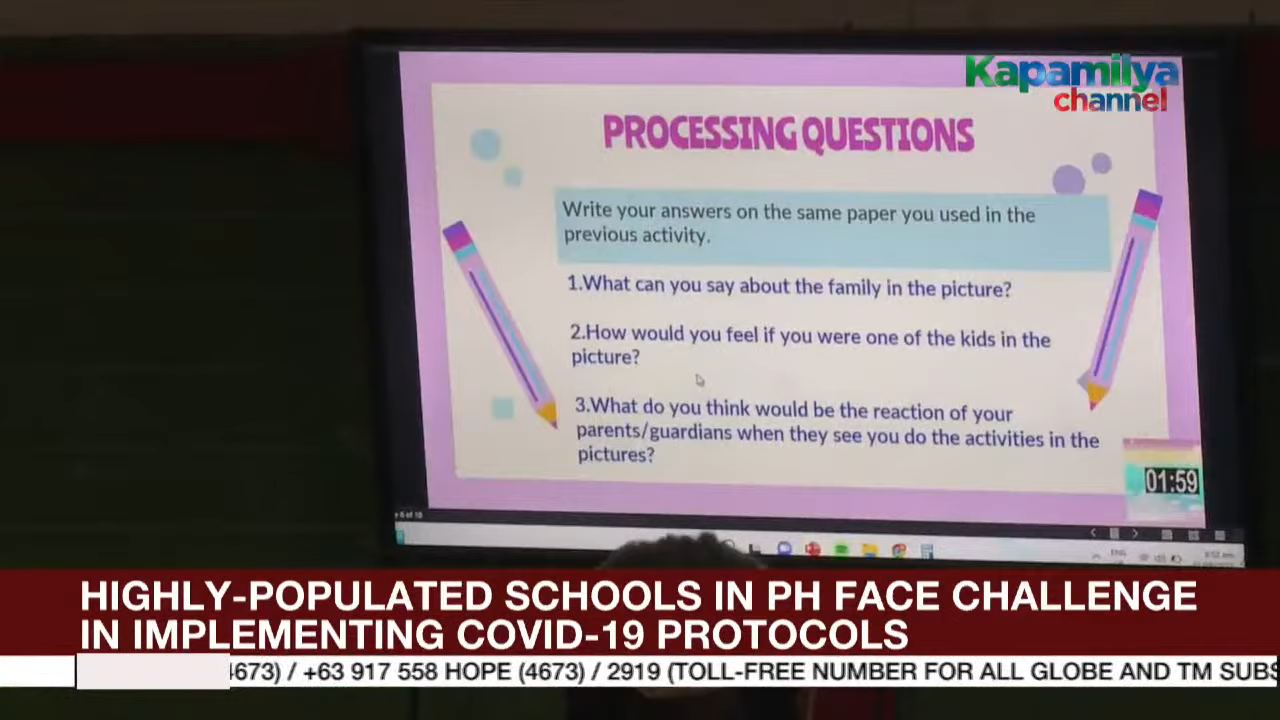 Kapamilya
channel
PROCESSING QUESTIONS
Write your answers on the same paper you used in the
previous activity.
1.What can you say about the family in the picture?
2.How would you feel if you were one of the kids in the
picture?
3.What do you think would be the reaction of your
parents/guardians when they see you do the activities in the
pictures?
01:59
ENG
HIGHLY-POPULATED SCHOOLS IN PH FACE CHALLENGE
IN IMPLEMENTING COVID-19 PROTOCOLS
4673) / +63 917 558 HOPE (4673) / 2919 (TOLL-FREE NUMBER FOR ALL GLOBE AND TM SUBS